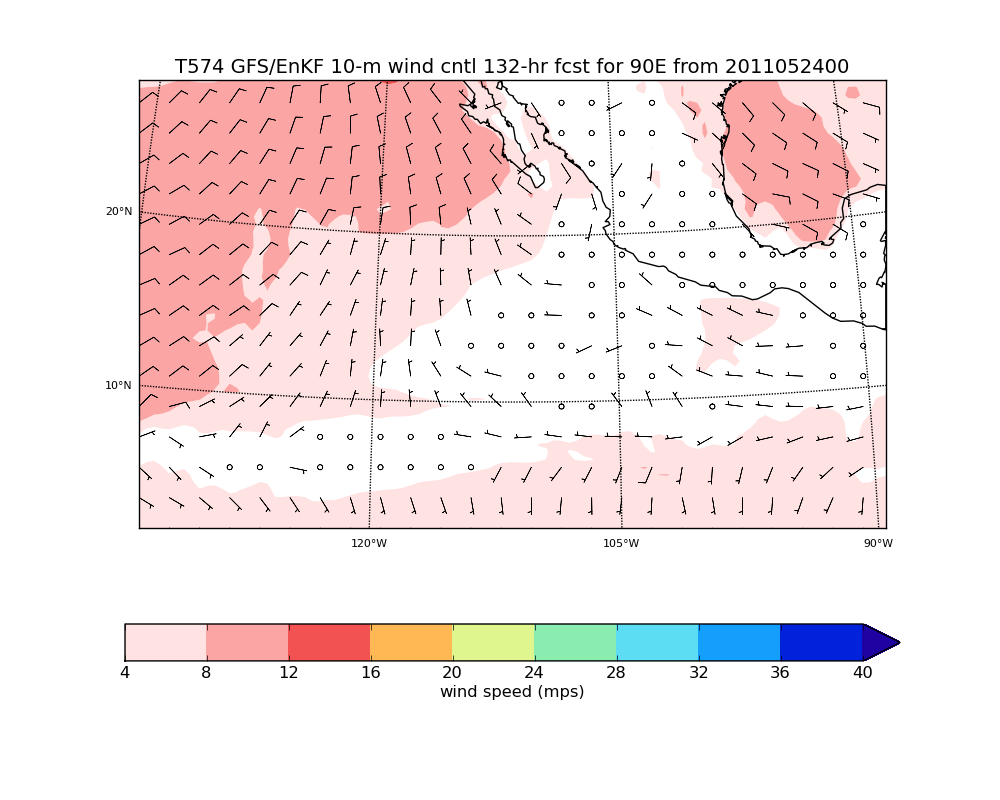 T574 GFS/EnKF 10-m wind cntl 132-hr fcst for 90E from 2011052400
20°N
10°N
120°W 105°W 90°W
4 8 12 16 20 24 28 32 36 40
wind speed (mps)